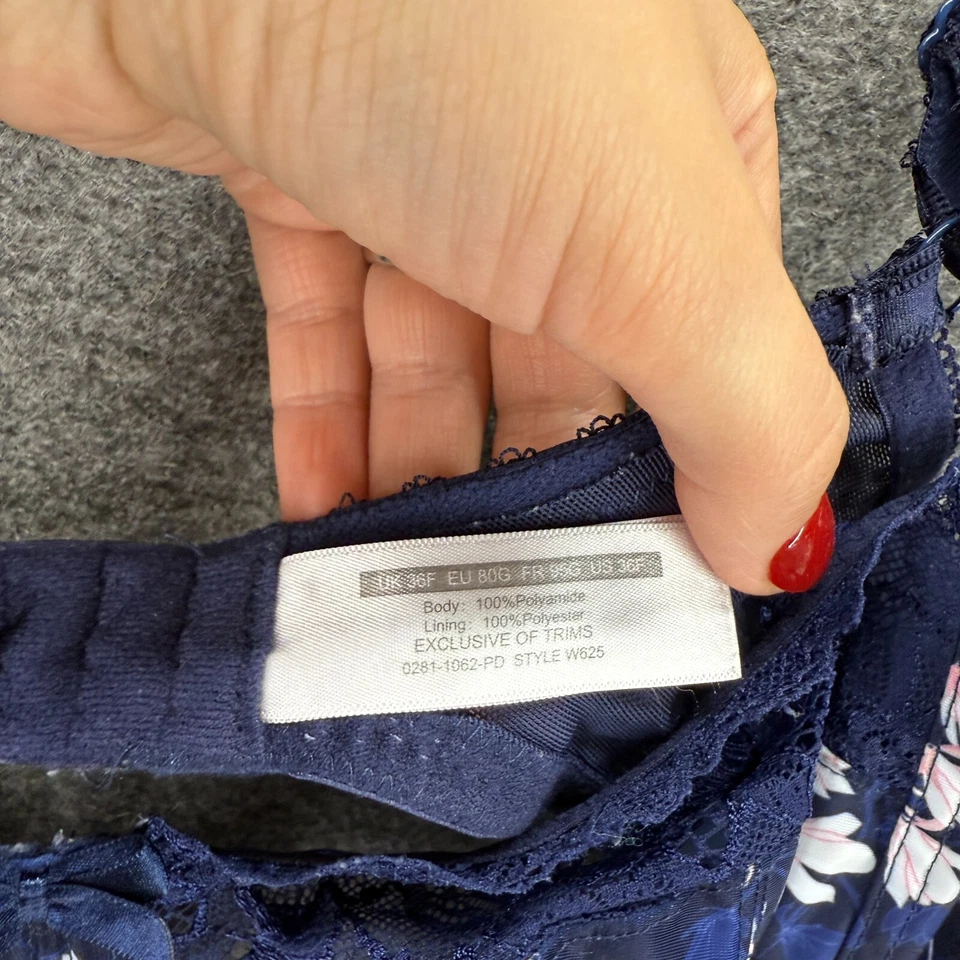 UK 36F EU 80G FR 95G US 36F
Body: 100%Polyamide
Lining: 100%Polyester
EXCLUSIVE OF TRIMS
0281-1062-PD STYLE W625